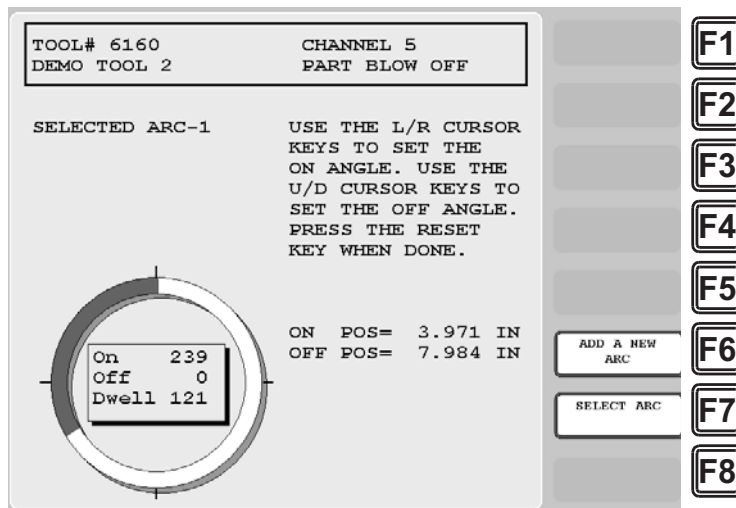 TOOL# 6160
DEMO TOOL 2
CHANNEL 5
PART BLOW OFF
SELECTED ARC-1
USE THE L/R CURSOR
KEYS TO SET THE
ON ANGLE. USE THE
U/D CURSOR KEYS TO
SET THE OFF ANGLE.
PRESS THE RESET
KEY WHEN DONE.
On 239
Off 0
Dwell 121
ON POS= 3.971 IN
OFF POS= 7.984 IN
ADD A NEW
ARC
SELECT ARC
F1
F2
F3
F4
F5
F6
F7
F8